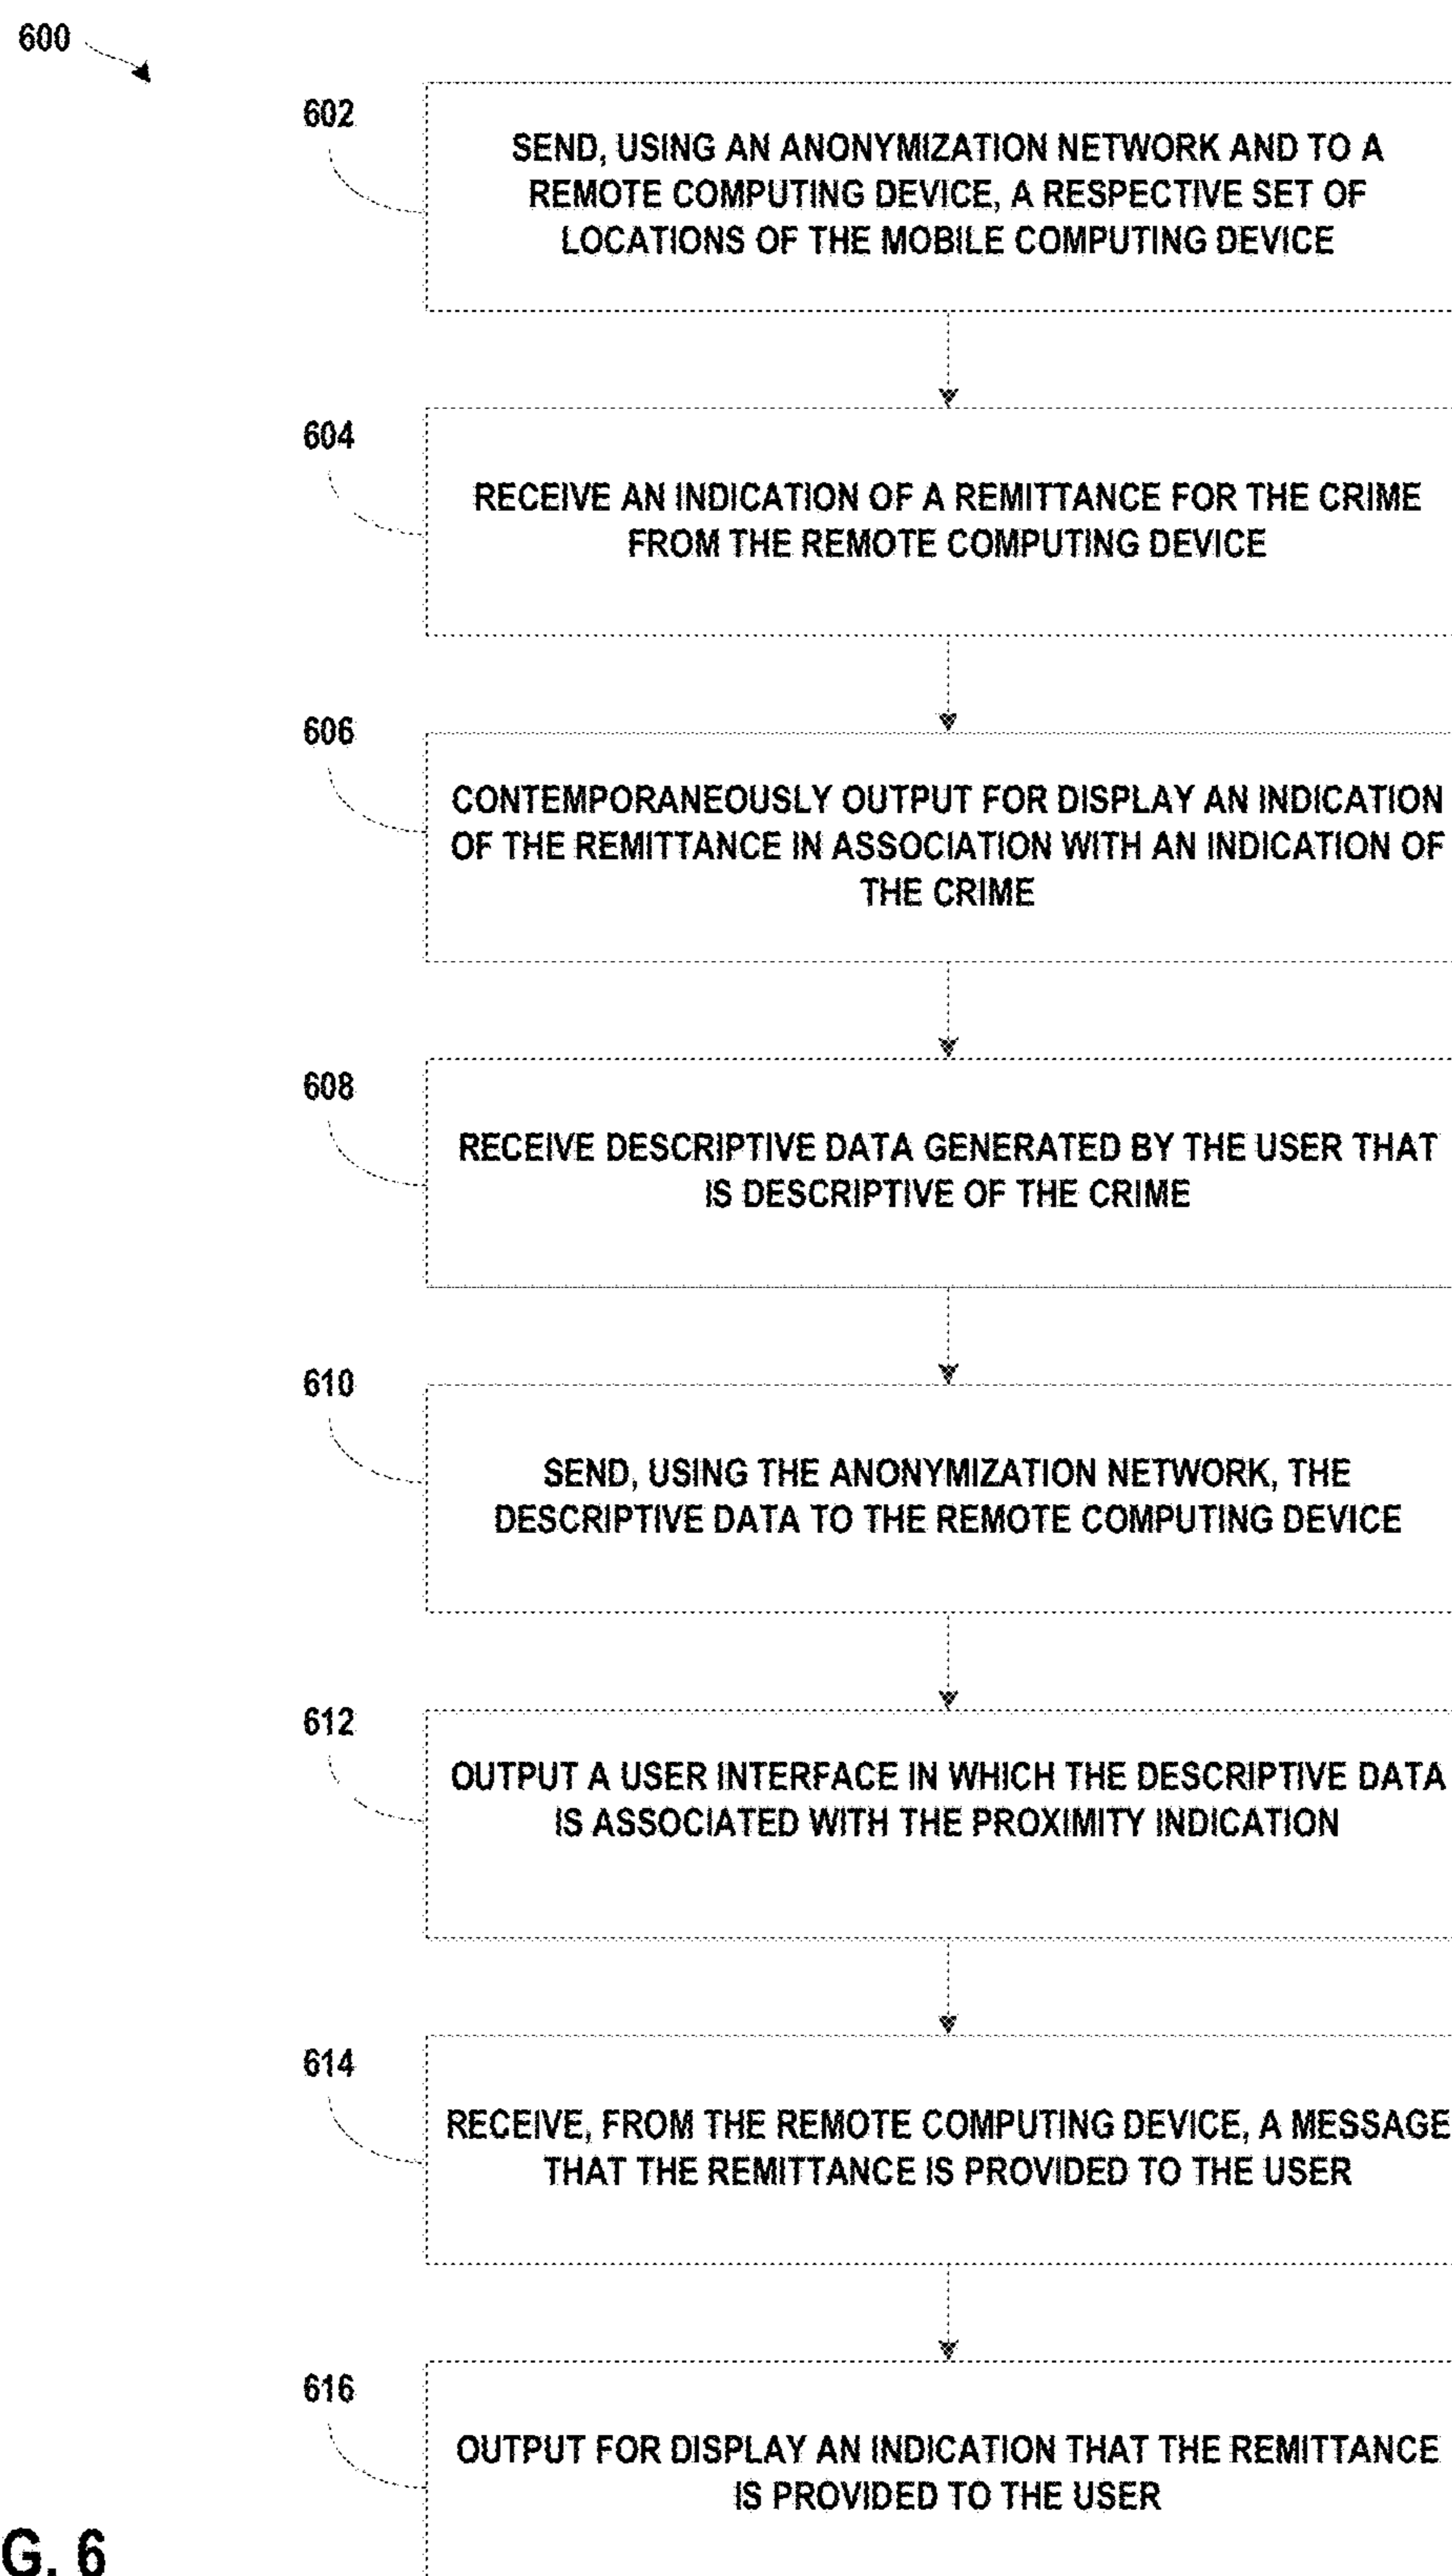 600
602
SEND, USING AN ANONYMIZATION NETWORK AND TO A
REMOTE COMPUTING DEVICE, A RESPECTIVE SET OF
LOCATIONS OF THE MOBILE COMPUTING DEVICE
604
RECEIVE AN INDICATION OF A REMITTANCE FOR THE CRIME
FROM THE REMOTE COMPUTING DEVICE
606
CONTEMPORANEOUSLY OUTPUT FOR DISPLAY AN INDICATION
OF THE REMITTANCE IN ASSOCIATION WITH AN INDICATION OF
THE CRIME
608
RECEIVE DESCRIPTIVE DATA GENERATED BY THE USER THAT
IS DESCRIPTIVE OF THE CRIME
610
SEND, USING THE ANONYMIZATION NETWORK, THE
DESCRIPTIVE DATA TO THE REMOTE COMPUTING DEVICE
612
OUTPUT A USER INTERFACE IN WHICH THE DESCRIPTIVE DATA
IS ASSOCIATED WITH THE PROXIMITY INDICATION
614
RECEIVE, FROM THE REMOTE COMPUTING DEVICE, A MESSAGE
THAT THE REMITTANCE IS PROVIDED TO THE USER
616
OUTPUT FOR DISPLAY AN INDICATION THAT THE REMITTANCE
IS PROVIDED TO THE USER
G. 6